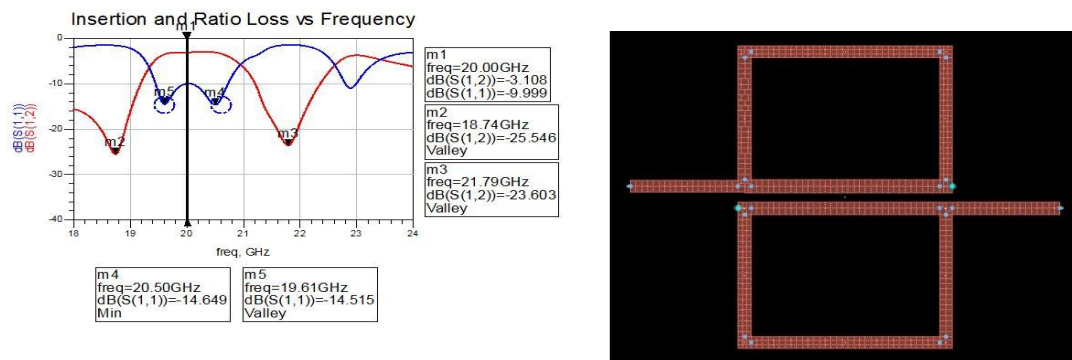 Insertion and Ratio Loss vs Frequency
m1
0
-10
-20
-30
-40
dB(S(1,1))
dB(S(1,2))
m5
m4
m2
m3
18
19
20
21
22
23
24
freq, GHz
m1
freq=20.00GHz
dB(S(1,2))=-3.108
dB(S(1,1))=-9.999
m2
freq=18.74GHz
dB(S(1,2))=-25.546
Valley
m3
freq=21.79GHz
dB(S(1,2))=-23.603
Valley
m4
freq=20.50GHz
dB(S(1,1))=-14.649
Min
m5
freq=19.61GHz
dB(S(1,1))=-14.515
Valley